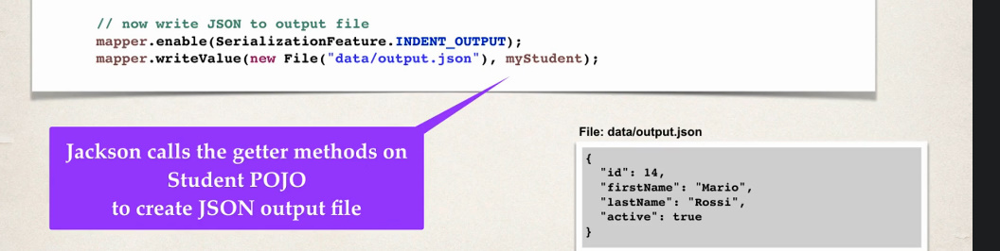 // now write JSON to output file
mapper.enable(SerializationFeature.INDENT_OUTPUT);
mapper.writeValue(new File("data/output.json"), myStudent);
Jackson calls the getter methods on
Student POJO
to create JSON output file
File: data/output.json
{
"id": 14,
"firstName": "Mario",
"lastName": "Rossi",
"active": true
}